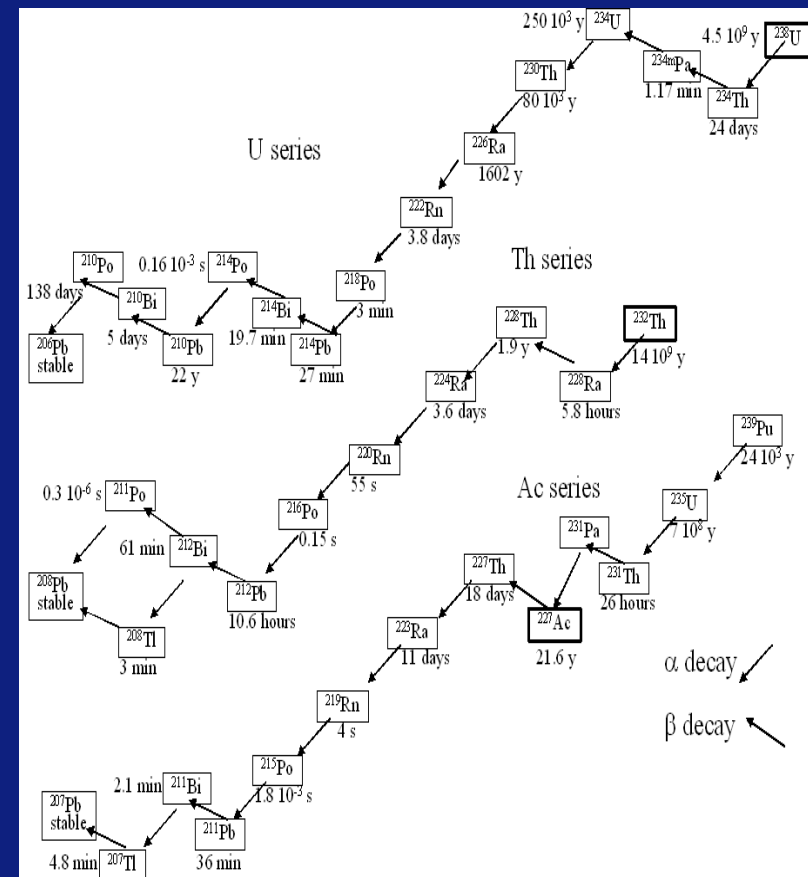 250 10³ y ²³⁴U
4.5 10⁹ y ²³⁸U
²³⁴ᵐPa
1.17 min
²³⁰Th
80 10³ y
²³⁴Th
24 days
U series
²²⁶Ra
1602 y
²²²Rn
3.8 days
²¹⁰Po
138 days
0.16 10⁻³ s ²¹⁴Po
²¹⁸Po
3 min
²¹⁰Bi
5 days
²¹⁴Bi
19.7 min
²⁰⁶Pb
stable
²¹⁰Pb
22 y
²¹⁴Pb
27 min
Th series
²²⁸Th
1.9 y
²³²Th
14 10⁹ y
²²⁴Ra
3.6 days
²²⁸Ra
5.8 hours
²²⁰Rn
55 s
0.3 10⁻⁶ s ²¹¹Po
²¹⁶Po
0.15 s
61 min ²¹²Bi
²⁰⁸Pb
stable
²¹²Pb
10.6 hours
²⁰⁸Tl
3 min
Ac series
²³⁹Pu
24 10³ y
²³⁵U
7 10⁸ y
²³¹Pa
²³¹Th
26 hours
²²⁷Th
18 days
²²⁷Ac
21.6 y
²²³Ra
11 days
α decay
β decay
²¹⁹Rn
4 s
²¹⁵Po
1.8 10⁻³ s
2.1 min ²¹¹Bi
²⁰⁷Pb
stable
²¹¹Pb
36 min
4.8 min ²⁰⁷Tl